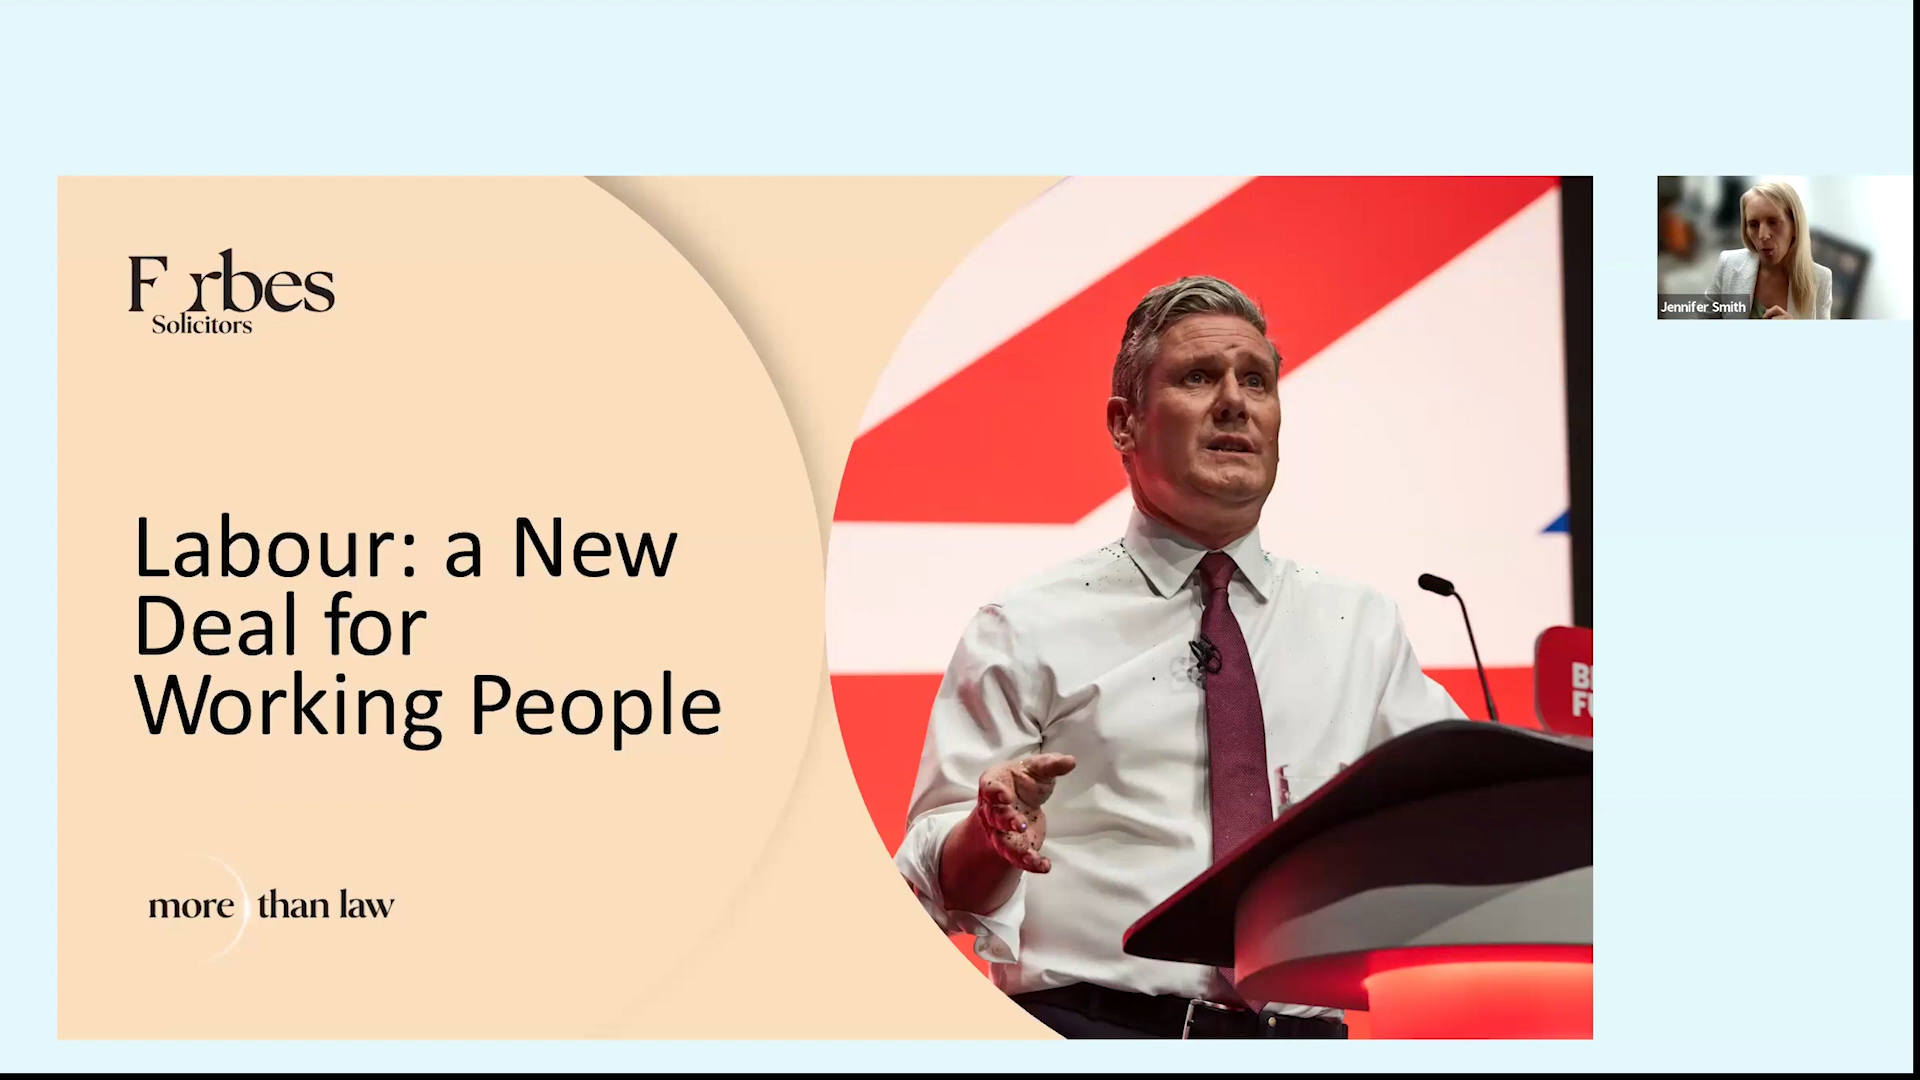 Forbes
Solicitors
Labour: a New
Deal for
Working People
more than law
Jennifer Smith